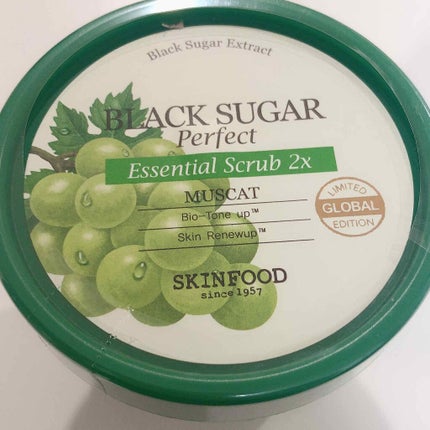 Black Sugar Extract
BLACK SUGAR
Perfect
Essential Scrub 2x
MUSCAT
Bio-Tone up™
Skin Renewup™
LIMITED
GLOBAL
EDITION
SKINFOOD
since 1957